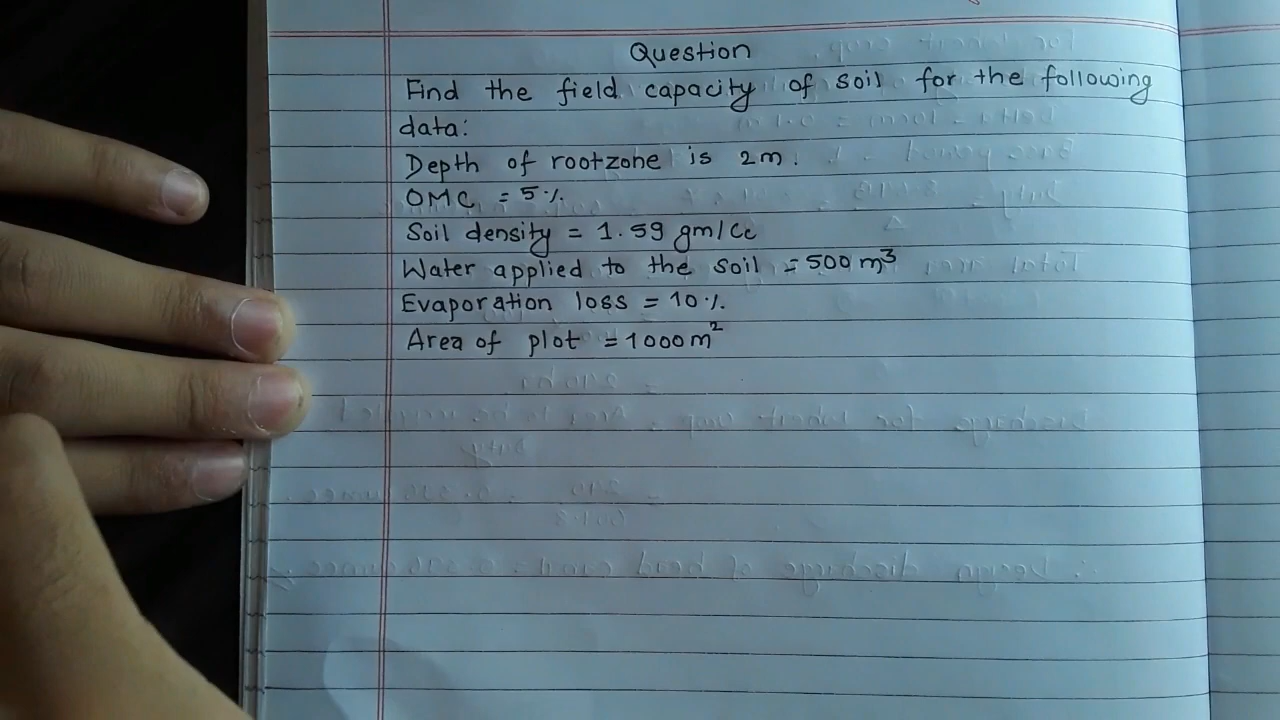 Question
Find the field capacity of soil for the following
data:
Depth of rootzone is 2m.
OMC = 5%.
Soil density = 1.59 gm/cc
Water applied to the soil = 500 m³
Evaporation loss = 10%.
Area of plot = 1000 m²